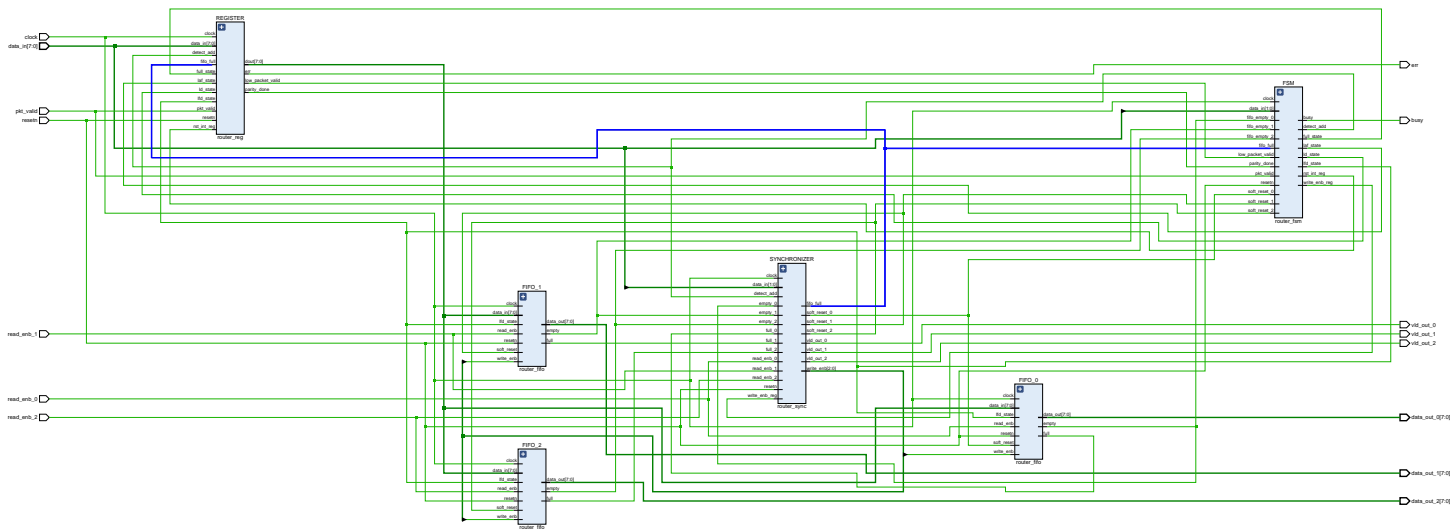 REGISTER
clock
data_in[7:0]
detect_add
fifo_full
full_state
laf_state
ld_state
lfd_state
pkt_valid
resetn
rst_int_reg
dout[7:0]
err
low_packet_valid
parity_done
router_reg
clock
data_in[7:0]
pkt_valid
resetn
read_enb_1
read_enb_0
read_enb_2
FSM
clock
data_in[1:0]
fifo_empty_0
fifo_empty_1
fifo_empty_2
fifo_full
low_packet_valid
parity_done
pkt_valid
resetn
soft_reset_0
soft_reset_1
soft_reset_2
busy
detect_add
full_state
laf_state
ld_state
lfd_state
rst_int_reg
write_enb_reg
router_fsm
err
busy
SYNCHRONIZER
clock
data_in[1:0]
detect_add
empty_0
empty_1
empty_2
full_0
full_1
full_2
read_enb_0
read_enb_1
read_enb_2
resetn
write_enb_reg
fifo_full
soft_reset_0
soft_reset_1
soft_reset_2
vld_out_0
vld_out_1
vld_out_2
write_enb[2:0]
router_sync
FIFO_1
clock
data_in[7:0]
lfd_state
read_enb
resetn
soft_reset
write_enb
data_out[7:0]
empty
full
router_fifo
vld_out_0
vld_out_1
vld_out_2
FIFO_0
clock
data_in[7:0]
lfd_state
read_enb
resetn
soft_reset
write_enb
data_out[7:0]
empty
full
router_fifo
FIFO_2
clock
data_in[7:0]
lfd_state
read_enb
resetn
soft_reset
write_enb
data_out[7:0]
empty
full
router_fifo
data_out_0[7:0]
data_out_1[7:0]
data_out_2[7:0]